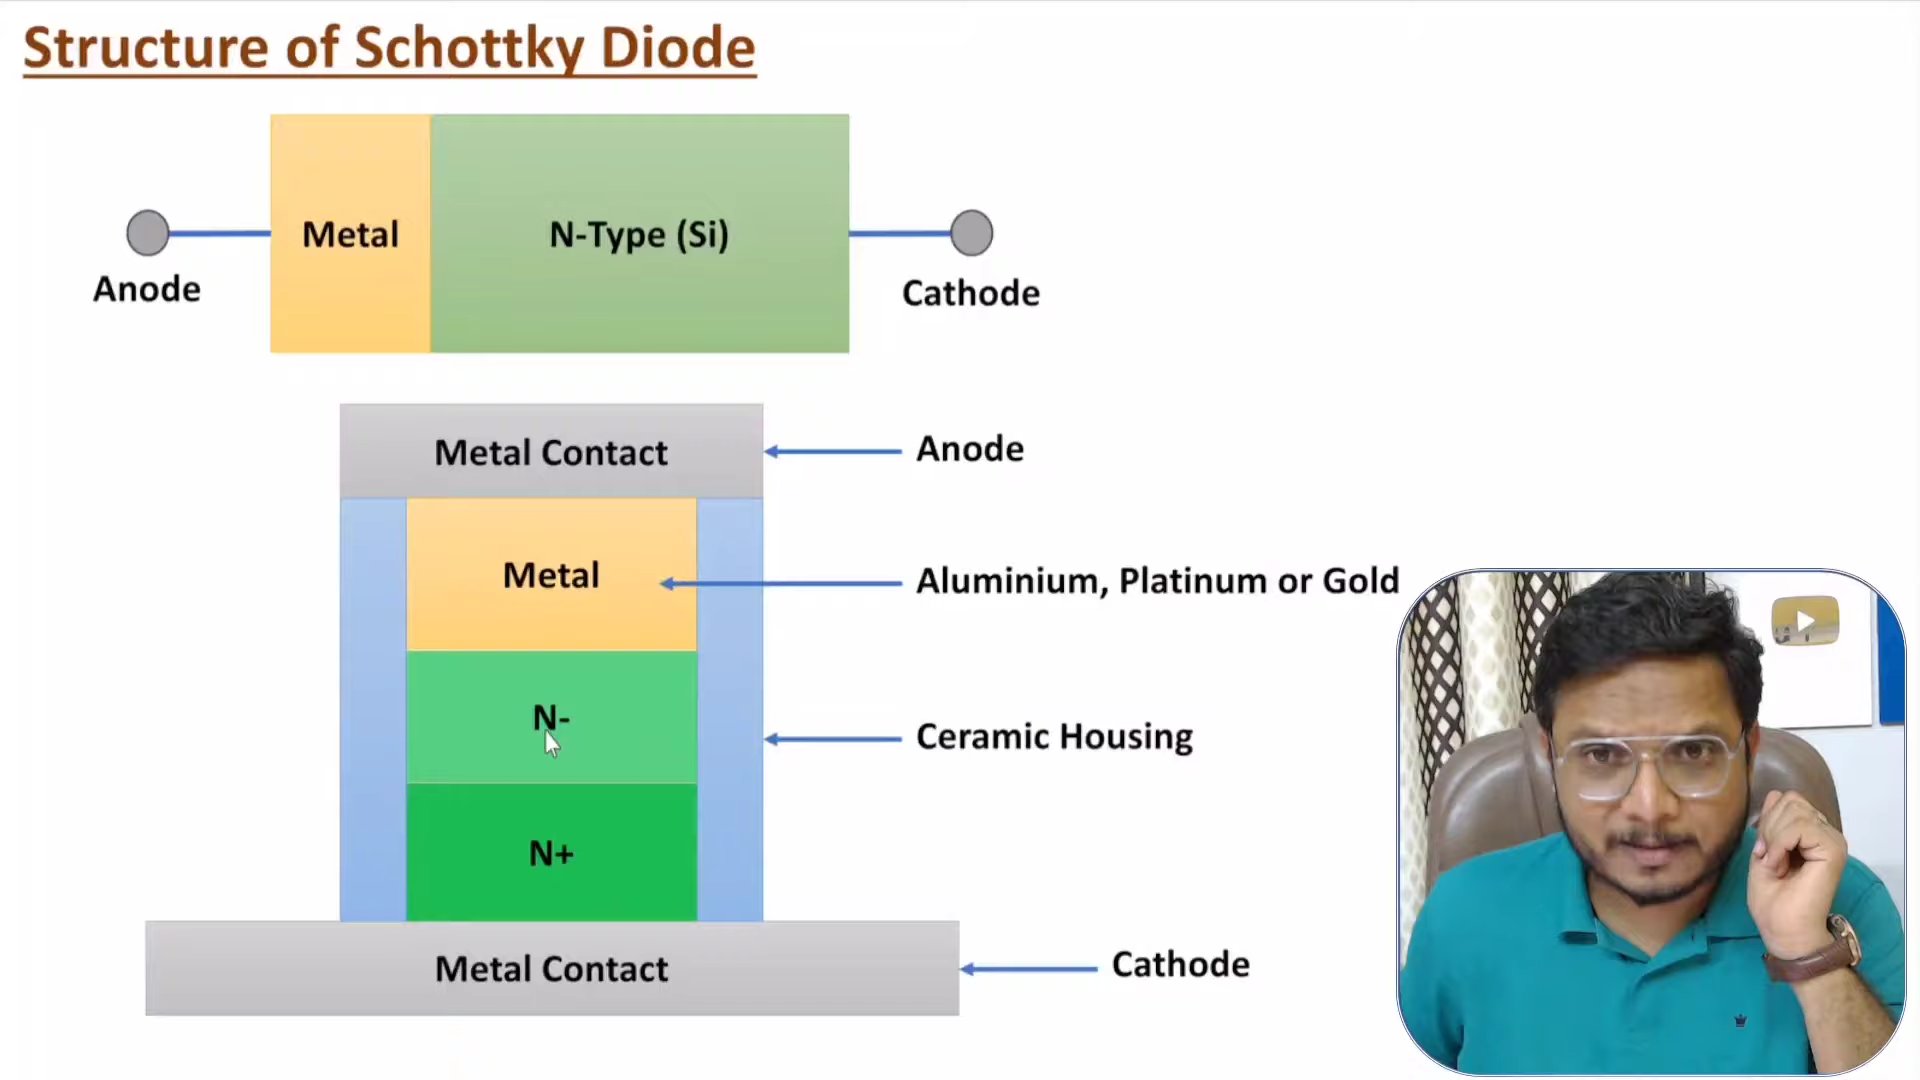 Structure of Schottky Diode
Metal
N-Type (Si)
Anode
Cathode
Metal Contact
Anode
Metal
Aluminium, Platinum or Gold
N-
Ceramic Housing
N+
Metal Contact
Cathode